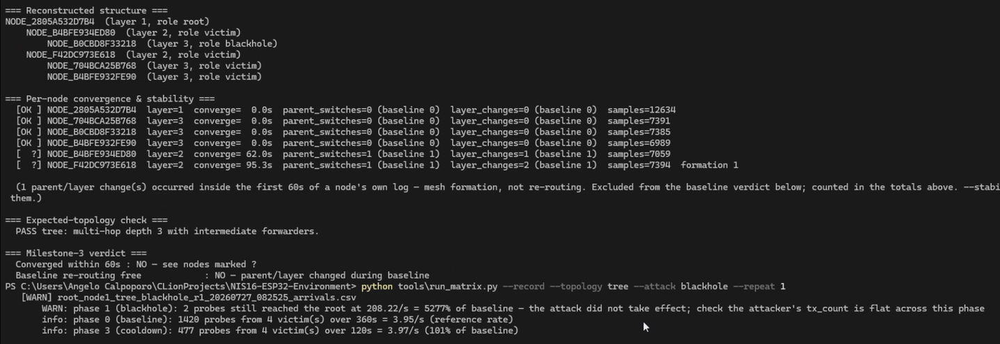 === Reconstructed structure ===
NODE_2805A532D7B4  (layer 1, role root)
    NODE_B4BFE934ED80  (layer 2, role victim)
        NODE_B0CBD8F33218  (layer 3, role blackhole)
    NODE_F42DC973E618  (layer 2, role victim)
        NODE_704BCA25B768  (layer 3, role victim)
        NODE_B4BFE932FE90  (layer 3, role victim)

=== Per-node convergence & stability ===
  [OK ] NODE_2805A532D7B4  layer=1  converge=  0.0s  parent_switches=0 (baseline 0)  layer_changes=0 (baseline 0)  samples=12634
  [OK ] NODE_704BCA25B768  layer=3  converge=  0.0s  parent_switches=0 (baseline 0)  layer_changes=0 (baseline 0)  samples=7391
  [OK ] NODE_B0CBD8F33218  layer=3  converge=  0.0s  parent_switches=0 (baseline 0)  layer_changes=0 (baseline 0)  samples=7385
  [OK ] NODE_B4BFE932FE90  layer=3  converge=  0.0s  parent_switches=0 (baseline 0)  layer_changes=0 (baseline 0)  samples=6989
  [  ?] NODE_B4BFE934ED80  layer=2  converge= 62.0s  parent_switches=1 (baseline 1)  layer_changes=1 (baseline 1)  samples=7059
  [  ?] NODE_F42DC973E618  layer=2  converge= 95.3s  parent_switches=1 (baseline 1)  layer_changes=2 (baseline 1)  samples=7394  formation 1

  (1 parent/layer change(s) occurred inside the first 60s of a node's own log — mesh formation, not re-routing. Excluded from the baseline verdict below; counted in the totals above. --stabi
 them.)

=== Expected-topology check ===
  PASS tree: multi-hop depth 3 with intermediate forwarders.

=== Milestone-3 verdict ===
  Converged within 60s : NO — see nodes marked ?
  Baseline re-routing free           : NO — parent/layer changed during baseline
PS C:\Users\Angelo Calpoporo\CLionProjects\NIS16-ESP32-Environment> python tools\run_matrix.py --record --topology tree --attack blackhole --repeat 1
   [WARN] root_node1_tree_blackhole_r1_20260727_082525_arrivals.csv
       WARN: phase 1 (blackhole): 2 probes still reached the root at 208.22/s = 5277% of baseline — the attack did not take effect; check the attacker's tx_count is flat across this phase
       info: phase 0 (baseline): 1420 probes from 4 victim(s) over 360s = 3.95/s (reference rate)
       info: phase 3 (cooldown): 477 probes from 4 victim(s) over 120s = 3.97/s (101% of baseline)